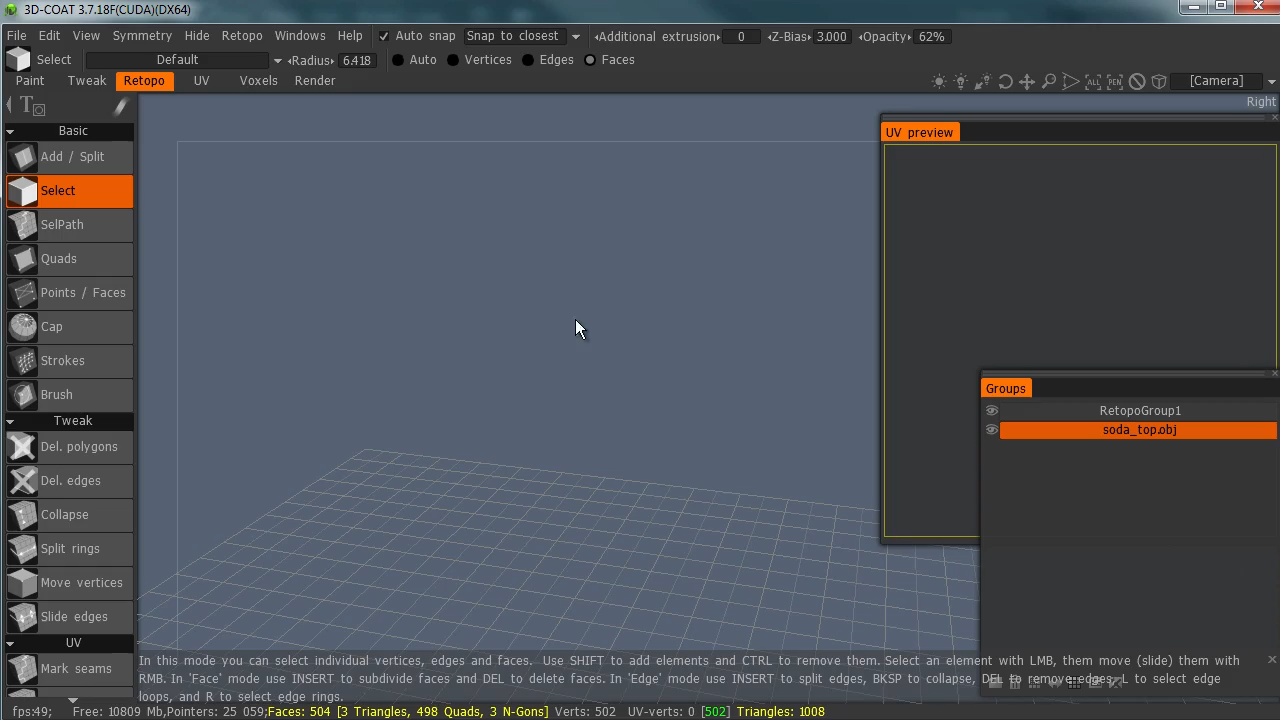 3D-COAT 3.7.18F(CUDA)(DX64)
File Edit View Symmetry Hide Retopo Windows Help Auto snap Snap to closest Additional extrusion 0 Z-Bias 3.000 Opacity 62%
Select Default Radius 6.418 Auto Vertices Edges Faces
Paint Tweak Retopo UV Voxels Render ALL PEN [Camera]
Right
Basic
Add / Split
Select
SelPath
Quads
Points / Faces
Cap
Strokes
Brush
Tweak
Del. polygons
Del. edges
Collapse
Split rings
Move vertices
Slide edges
UV
Mark seams
UV preview
Groups
RetopoGroup1
soda_top.obj
In this mode you can select individual vertices, edges and faces. Use SHIFT to add elements and CTRL to remove them. Select an element with LMB, them move (slide) them with
RMB. In 'Face' mode use INSERT to subdivide faces and DEL to delete faces. In 'Edge' mode use INSERT to split edges, BKSP to collapse, DEL to remove edges, L to select edge
loops, and R to select edge rings.
fps:49; Free: 10809 Mb,Points: 25 059;Faces: 504 [3 Triangles, 498 Quads, 3 N-Gons] Verts: 502 UV-verts: 0 [502] Triangles: 1008